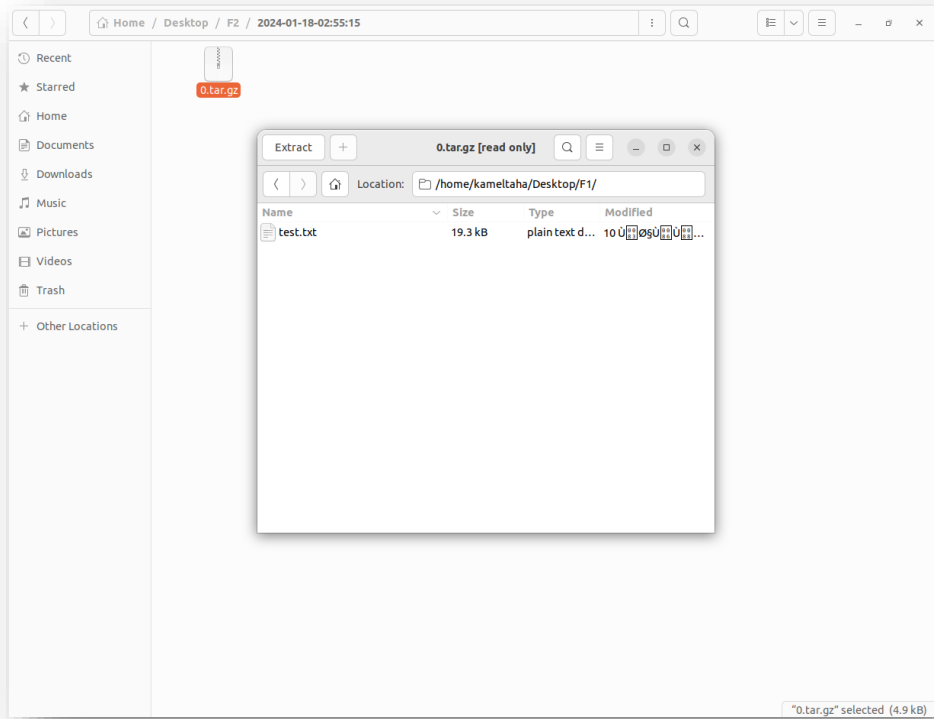 Home / Desktop / F2 / 2024-01-18-02:55:15
Recent
Starred
Home
Documents
Downloads
Music
Pictures
Videos
Trash
Other Locations
0.tar.gz
Extract
0.tar.gz [read only]
Location: /home/kameltaha/Desktop/F1/
Name Size Type Modified
test.txt 19.3 kB plain text d... 10
"0.tar.gz" selected (4.9 kB)